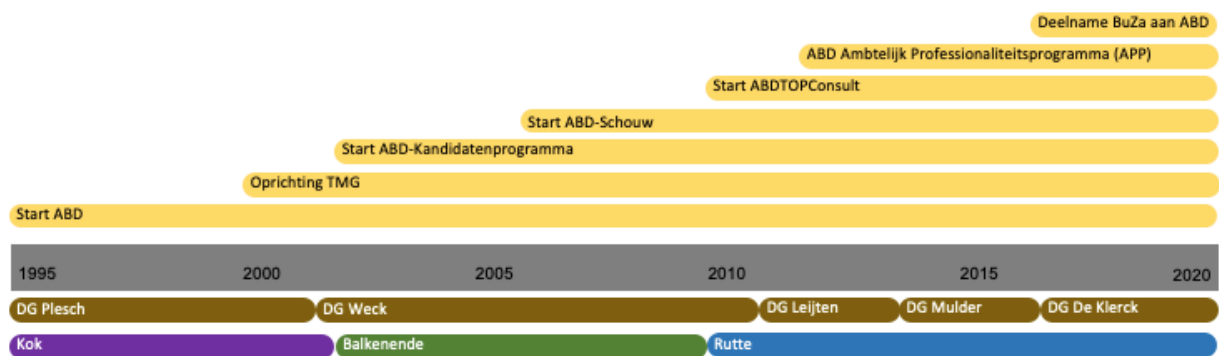 Deelname BuZa aan ABD
ABD Ambtelijk Professionaliteitsprogramma (APP)
Start ABDTOPConsult
Start ABD-Schouw
Start ABD-Kandidatenprogramma
Oprichting TMG
Start ABD
1995 2000 2005 2010 2015 2020
DG Plesch DG Weck DG Leijten DG Mulder DG De Klerck
Kok Balkenende Rutte